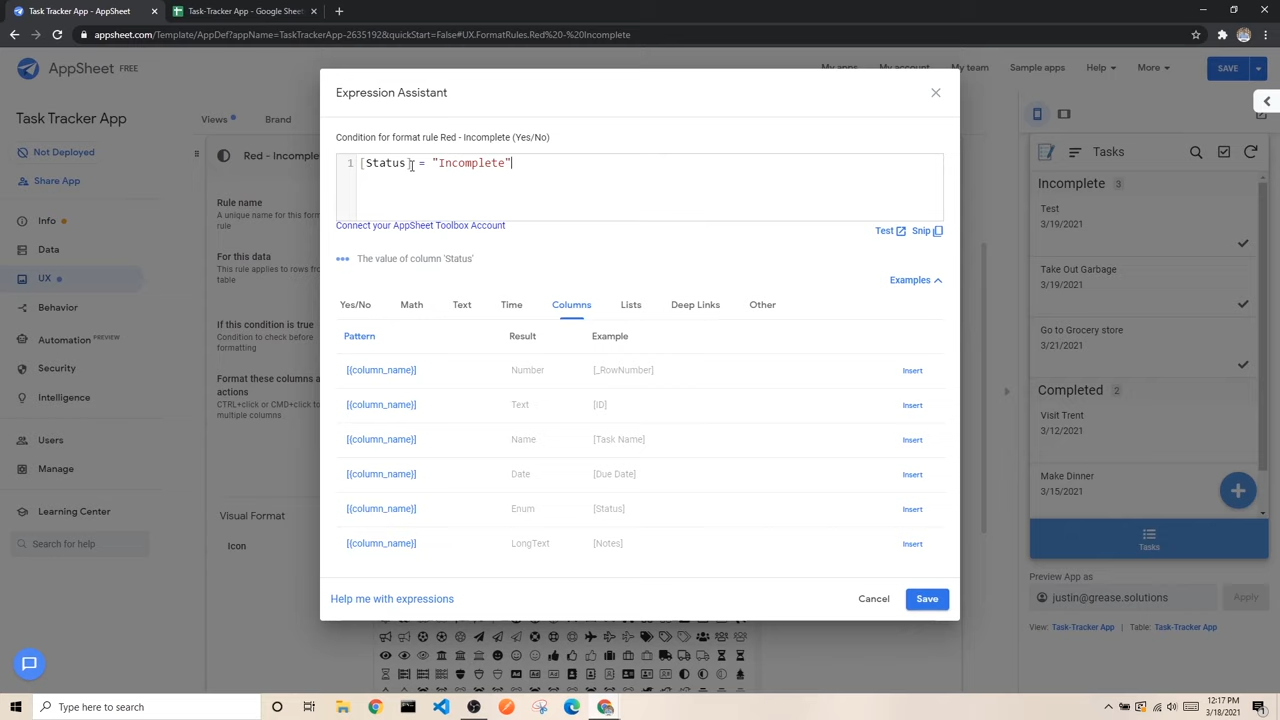 Task Tracker App - AppSheet
Task Tracker App - Google Sheet
appsheet.com/Template/AppDef?appName=TaskTrackerApp-2635192&quickStart=False#UX.FormatRules.Red%20-%20Incomplete
AppSheet FREE
My apps
My account
My team
Sample apps
Help
More
SAVE
Task Tracker App
Not Deployed
Share App
Info
Data
UX
Behavior
Automation PREVIEW
Security
Intelligence
Users
Manage
Learning Center
Search for help
Views
Brand
Red - Incomple
Rule name
A unique name for this form
rule
For this data
This rule applies to rows fro
table
If this condition is true
Condition to check before
formatting
Format these columns a
actions
CTRL+click or CMD+click to
multiple columns
Visual Format
Icon
Expression Assistant
Condition for format rule Red - Incomplete (Yes/No)
1 [Status] = "Incomplete"
Connect your AppSheet Toolbox Account
Test
Snip
The value of column 'Status'
Examples
Yes/No Math Text Time Columns Lists Deep Links Other
Pattern Result Example
[{column_name}] Number [_RowNumber] Insert
[{column_name}] Text [ID] Insert
[{column_name}] Name [Task Name] Insert
[{column_name}] Date [Due Date] Insert
[{column_name}] Enum [Status] Insert
[{column_name}] LongText [Notes] Insert
Help me with expressions
Cancel
Save
Tasks
Incomplete 3
Test
3/19/2021
Take Out Garbage
3/19/2021
Go to Grocery store
3/21/2021
Completed 2
Visit Trent
3/12/2021
Make Dinner
3/15/2021
Tasks
Preview App as
justin@grease.solutions
Apply
View: Task-Tracker App | Table: Task-Tracker App
Type here to search
12:17 PM
3/18/2021